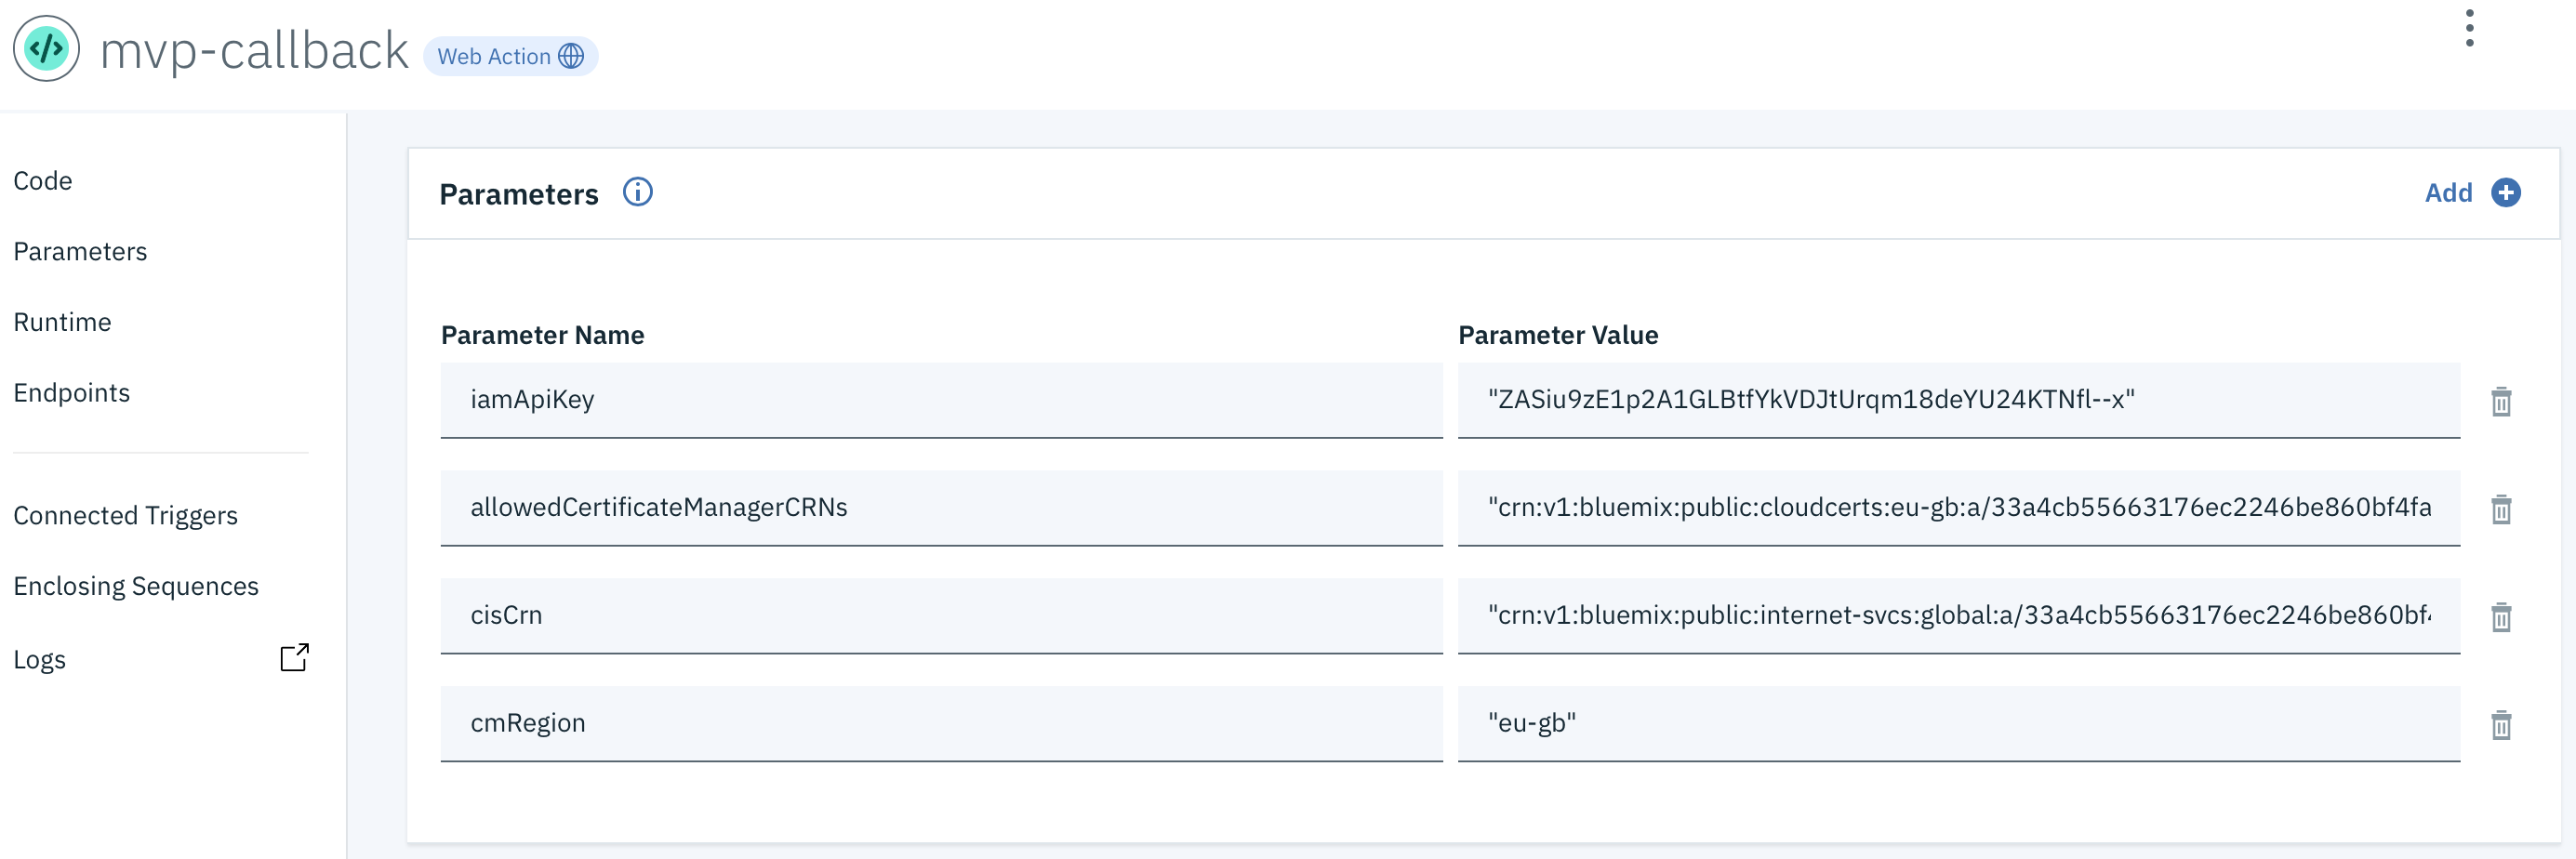 mvp-callback Web Action
Code
Parameters
Runtime
Endpoints
Connected Triggers
Enclosing Sequences
Logs
Parameters
Add
Parameter Name Parameter Value
iamApiKey "ZASiu9zE1p2A1GLBtfYkVDJtUrqm18deYU24KTNfl--x"
allowedCertificateManagerCRNs "crn:v1:bluemix:public:cloudcerts:eu-gb:a/33a4cb55663176ec2246be860bf4fa
cisCrn "crn:v1:bluemix:public:internet-svcs:global:a/33a4cb55663176ec2246be860bf
cmRegion "eu-gb"